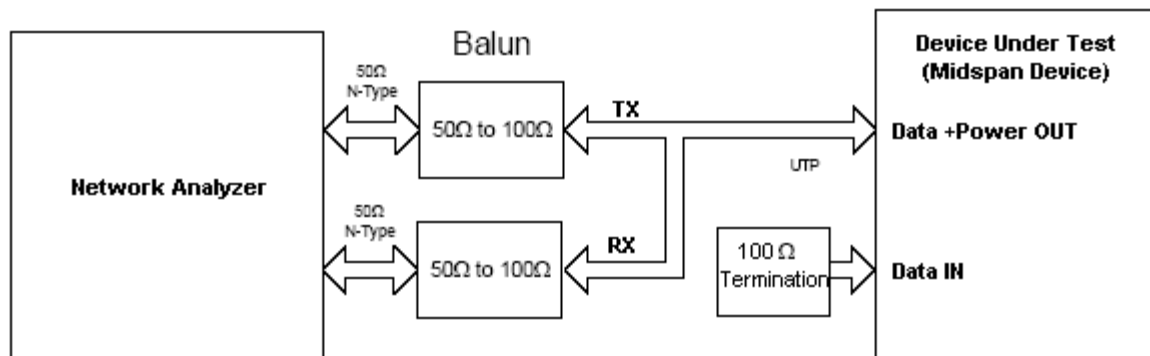 Balun
50Ω
N-Type
50Ω to 100Ω
TX
Device Under Test
(Midspan Device)
Data +Power OUT
UTP
Network Analyzer
50Ω
N-Type
50Ω to 100Ω
RX
100 Ω
Termination
Data IN